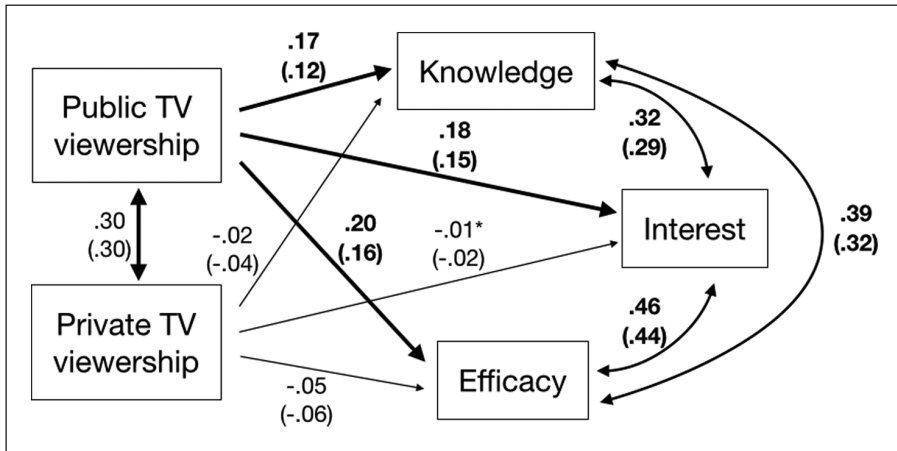 .17
(.12)
Knowledge
Public TV
viewership
.18
(.15)
.32
(.29)
.30
(.30)
-.02
(-.04)
.20
(.16)
-.01*
(-.02)
Interest
.39
(.32)
Private TV
viewership
.46
(.44)
Efficacy
-.05
(-.06)